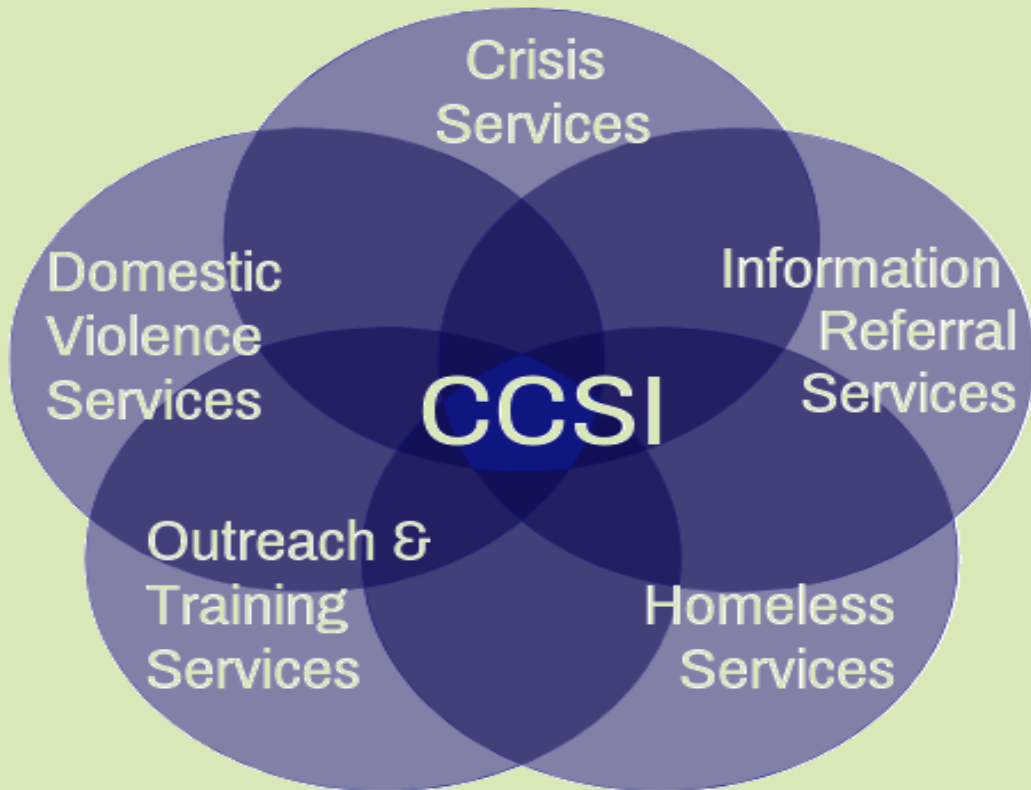 Crisis
Services
Domestic
Violence
Services
Information
Referral
Services
CCSI
Outreach &
Training
Services
Homeless
Services